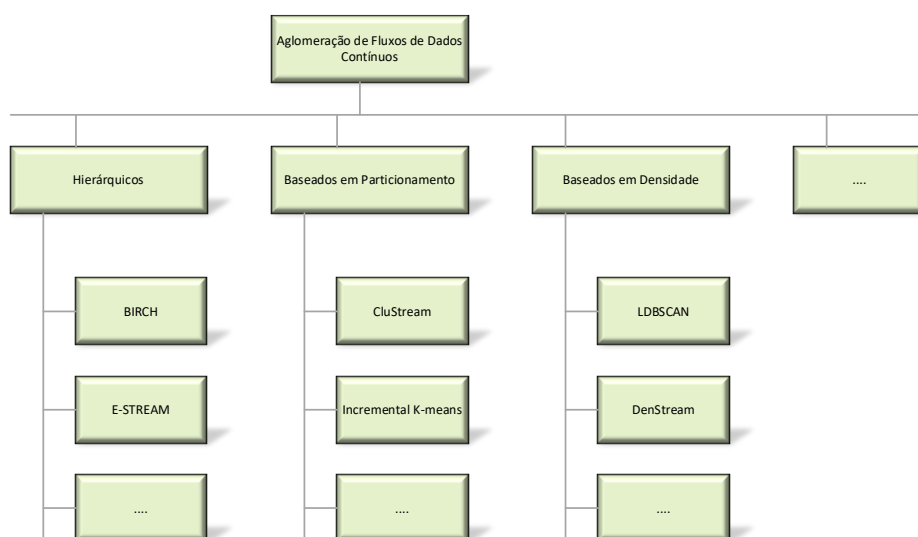 Aglomeração de Fluxos de Dados
Contínuos
Hierárquicos
Baseados em Particionamento
Baseados em Densidade
....
BIRCH
CluStream
LDBSCAN
E-STREAM
Incremental K-means
DenStream
....
....
....